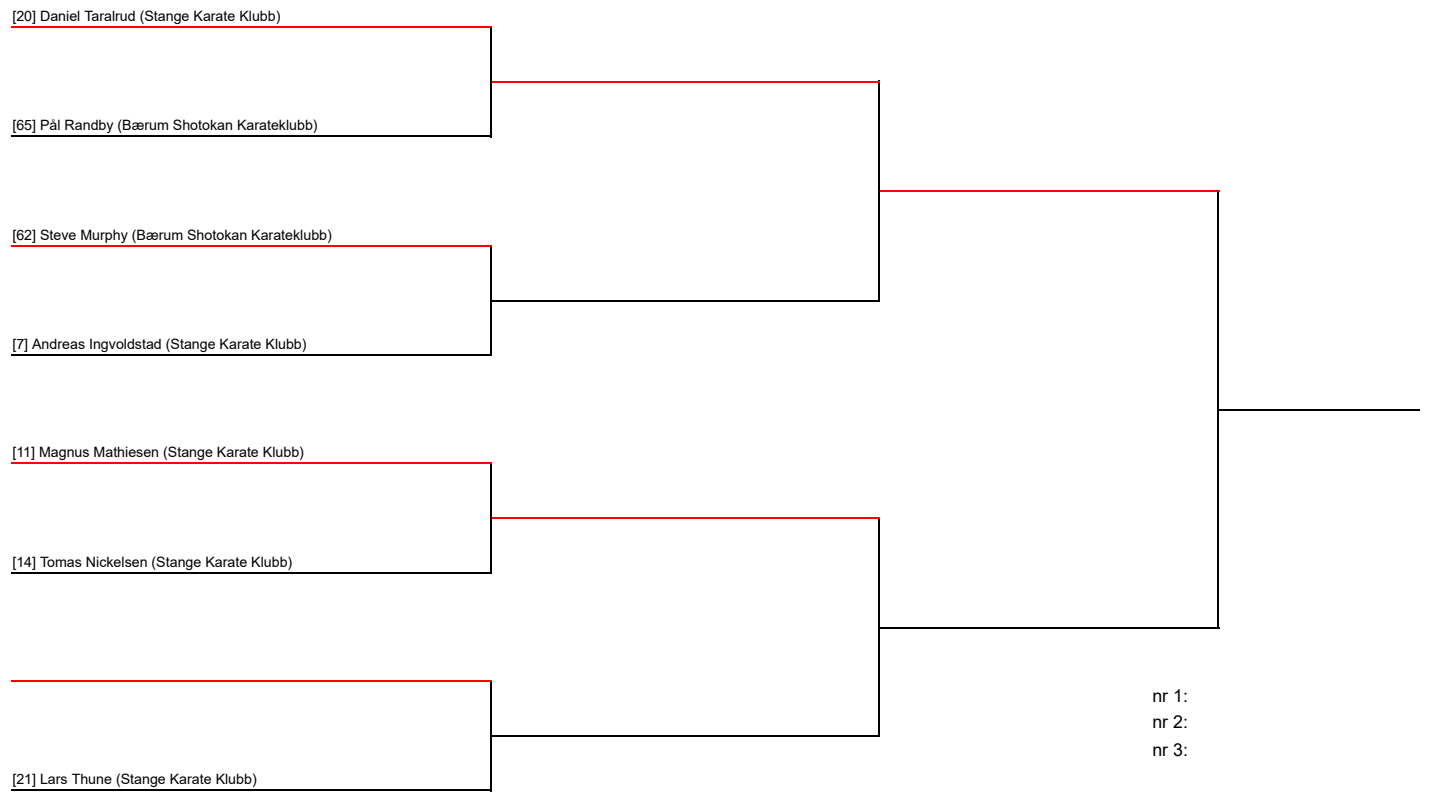 [20] Daniel Taralrud (Stange Karate Klubb)
[65] Pål Randby (Bærum Shotokan Karateklubb)
[62] Steve Murphy (Bærum Shotokan Karateklubb)
[7] Andreas Ingvoldstad (Stange Karate Klubb)
[11] Magnus Mathiesen (Stange Karate Klubb)
[14] Tomas Nickelsen (Stange Karate Klubb)
nr 1:
nr 2:
nr 3:
[21] Lars Thune (Stange Karate Klubb)